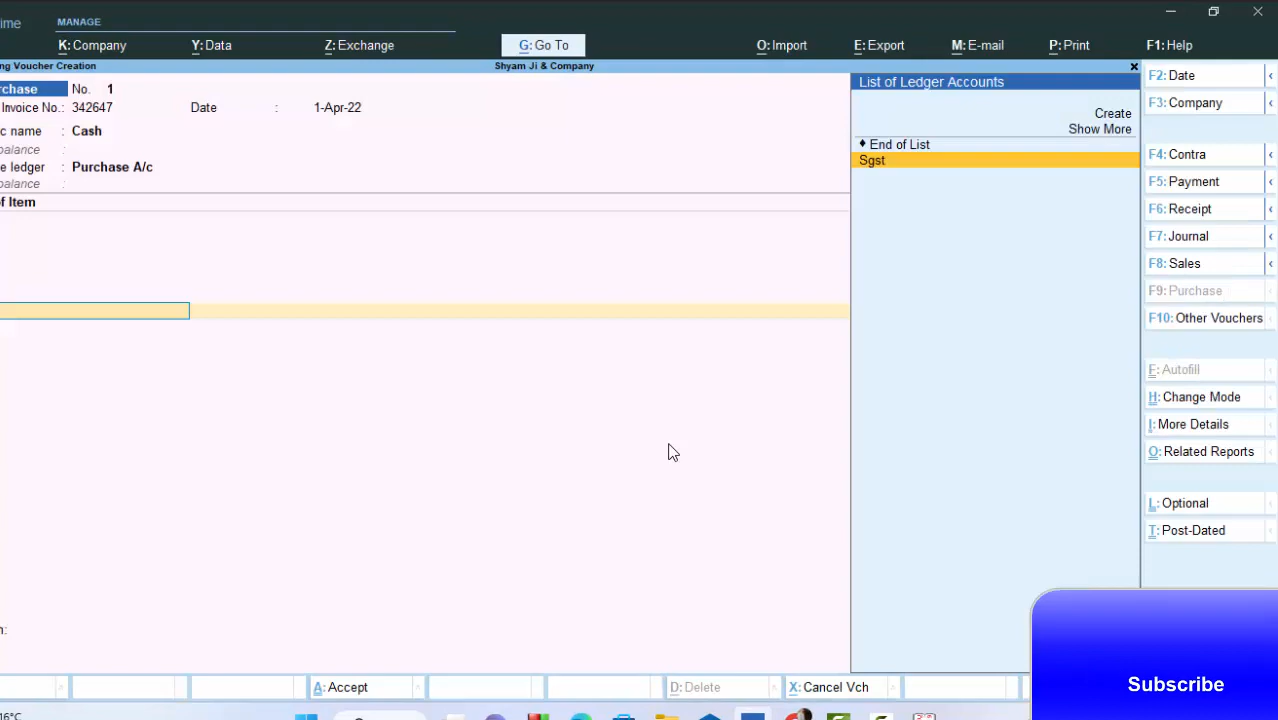 ime
MANAGE
K: Company
Y: Data
Z: Exchange
G: Go To
O: Import
E: Export
M: E-mail
P: Print
F1: Help
ng Voucher Creation
Shyam Ji & Company
rchase No. 1
Invoice No.: 342647 Date : 1-Apr-22
c name : Cash
balance :
e ledger : Purchase A/c
balance :
f Item
n:
List of Ledger Accounts
Create
Show More
♦ End of List
Sgst
F2: Date
F3: Company
F4: Contra
F5: Payment
F6: Receipt
F7: Journal
F8: Sales
F9: Purchase
F10: Other Vouchers
F: Autofill
H: Change Mode
I: More Details
O: Related Reports
L: Optional
T: Post-Dated
A: Accept
D: Delete
X: Cancel Vch
Subscribe
16°C